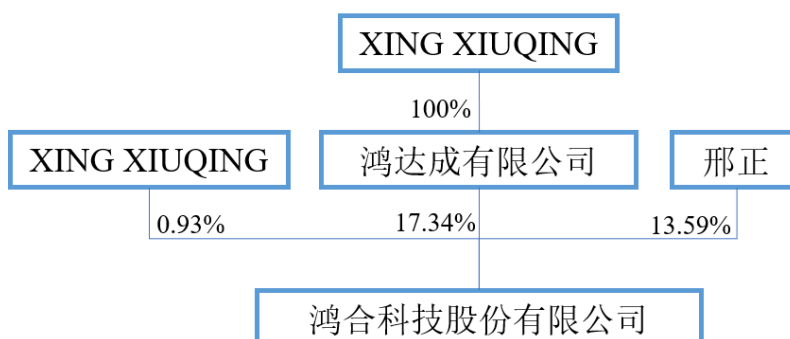 XING XIUQING
100%
XING XIUQING
鸿达成有限公司
邢正
0.93%
17.34%
13.59%
鸿合科技股份有限公司